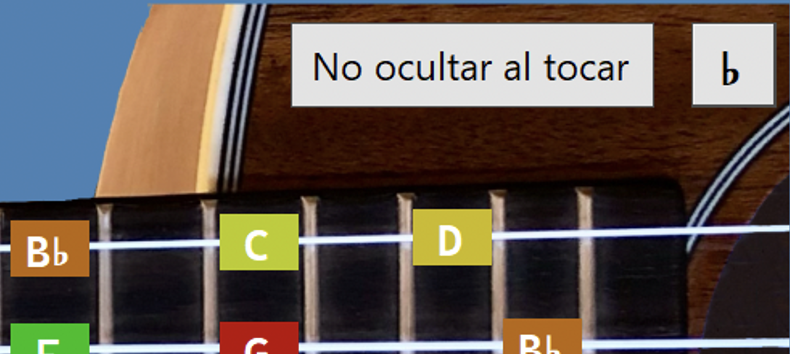 No ocultar al tocar ♭
B♭ C D
F G B♭